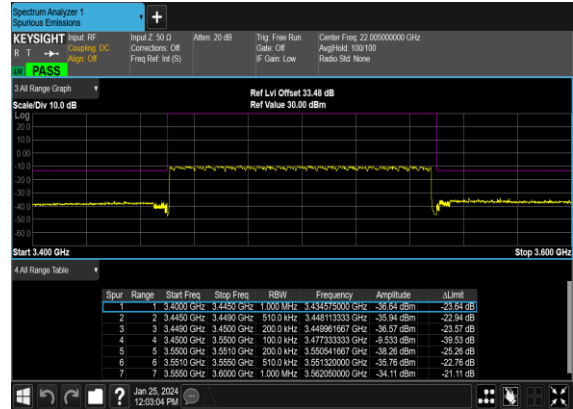 Spectrum Analyzer 1
Spurious Emissions
KEYSIGHT Input: RF Input Z: 50 Ω Atten: 20 dB Trig: Free Run Center Freq: 22.005000000 GHz
R T Coupling: DC Corrections: Off Gate: Off Avg|Hold: 100/100
Align: Off Freq Ref: Int (S) IF Gain: Low Radio Std: None
PASS
3 All Range Graph
Ref Lvl Offset 33.48 dB
Scale/Div 10.0 dB Ref Value 30.00 dBm
Log
20.0
10.0
0.00
-10.0
-20.0
-30.0
-40.0
-50.0
-60.0
Start 3.400 GHz Stop 3.600 GHz
4 All Range Table
Spur Range Start Freq Stop Freq RBW Frequency Amplitude ΔLimit
1 1 3.4000 GHz 3.4450 GHz 1.000 MHz 3.434575000 GHz -36.64 dBm -23.64 dB
2 2 3.4450 GHz 3.4490 GHz 510.0 kHz 3.448113333 GHz -35.94 dBm -22.94 dB
3 3 3.4490 GHz 3.4500 GHz 200.0 kHz 3.449961667 GHz -36.57 dBm -23.57 dB
4 4 3.4500 GHz 3.5500 GHz 100.0 kHz 3.477333333 GHz -9.533 dBm -39.53 dB
5 5 3.5500 GHz 3.5510 GHz 200.0 kHz 3.550541667 GHz -38.26 dBm -25.26 dB
6 6 3.5510 GHz 3.5550 GHz 510.0 kHz 3.551320000 GHz -35.76 dBm -22.76 dB
7 7 3.5550 GHz 3.6000 GHz 1.000 MHz 3.562050000 GHz -34.11 dBm -21.11 dB
Jan 25, 2024
12:03:04 PM